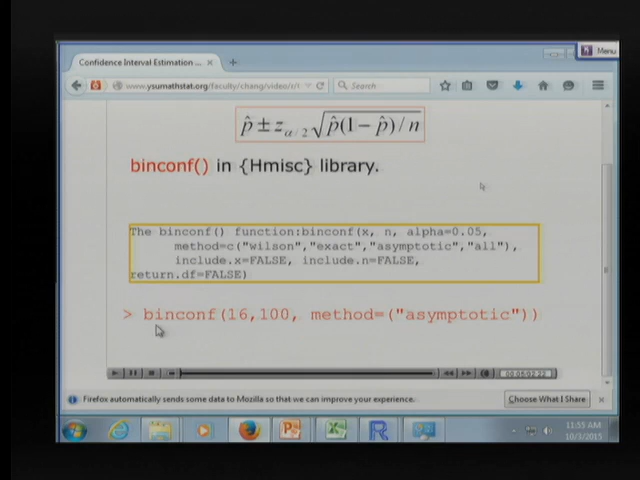 Menu
Confidence Interval Estimation ...
www.ysumathstat.org/faculty/chang/video/r/l
Search
p̂ ± z_{α/2} √p̂(1− p̂)/n
binconf() in {Hmisc} library.
The binconf() function:binconf(x, n, alpha=0.05,
method=c("wilson","exact","asymptotic","all"),
include.x=FALSE, include.n=FALSE,
return.df=FALSE)
> binconf(16,100, method=("asymptotic"))
Firefox automatically sends some data to Mozilla so that we can improve your experience.
Choose What I Share
11:55 AM
10/3/2015